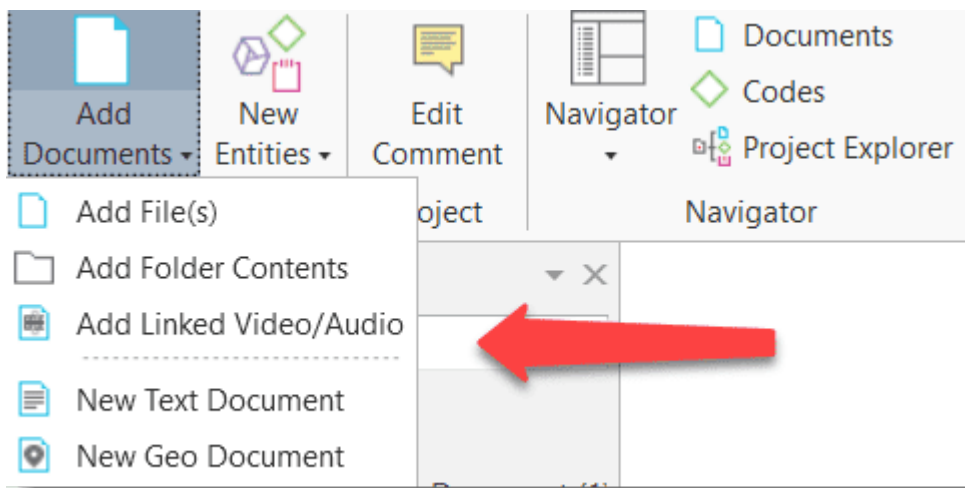 Add
Documents
New
Entities
Edit
Comment
Navigator
Documents
Codes
Project Explorer
oject
Navigator
Add File(s)
Add Folder Contents
Add Linked Video/Audio
New Text Document
New Geo Document